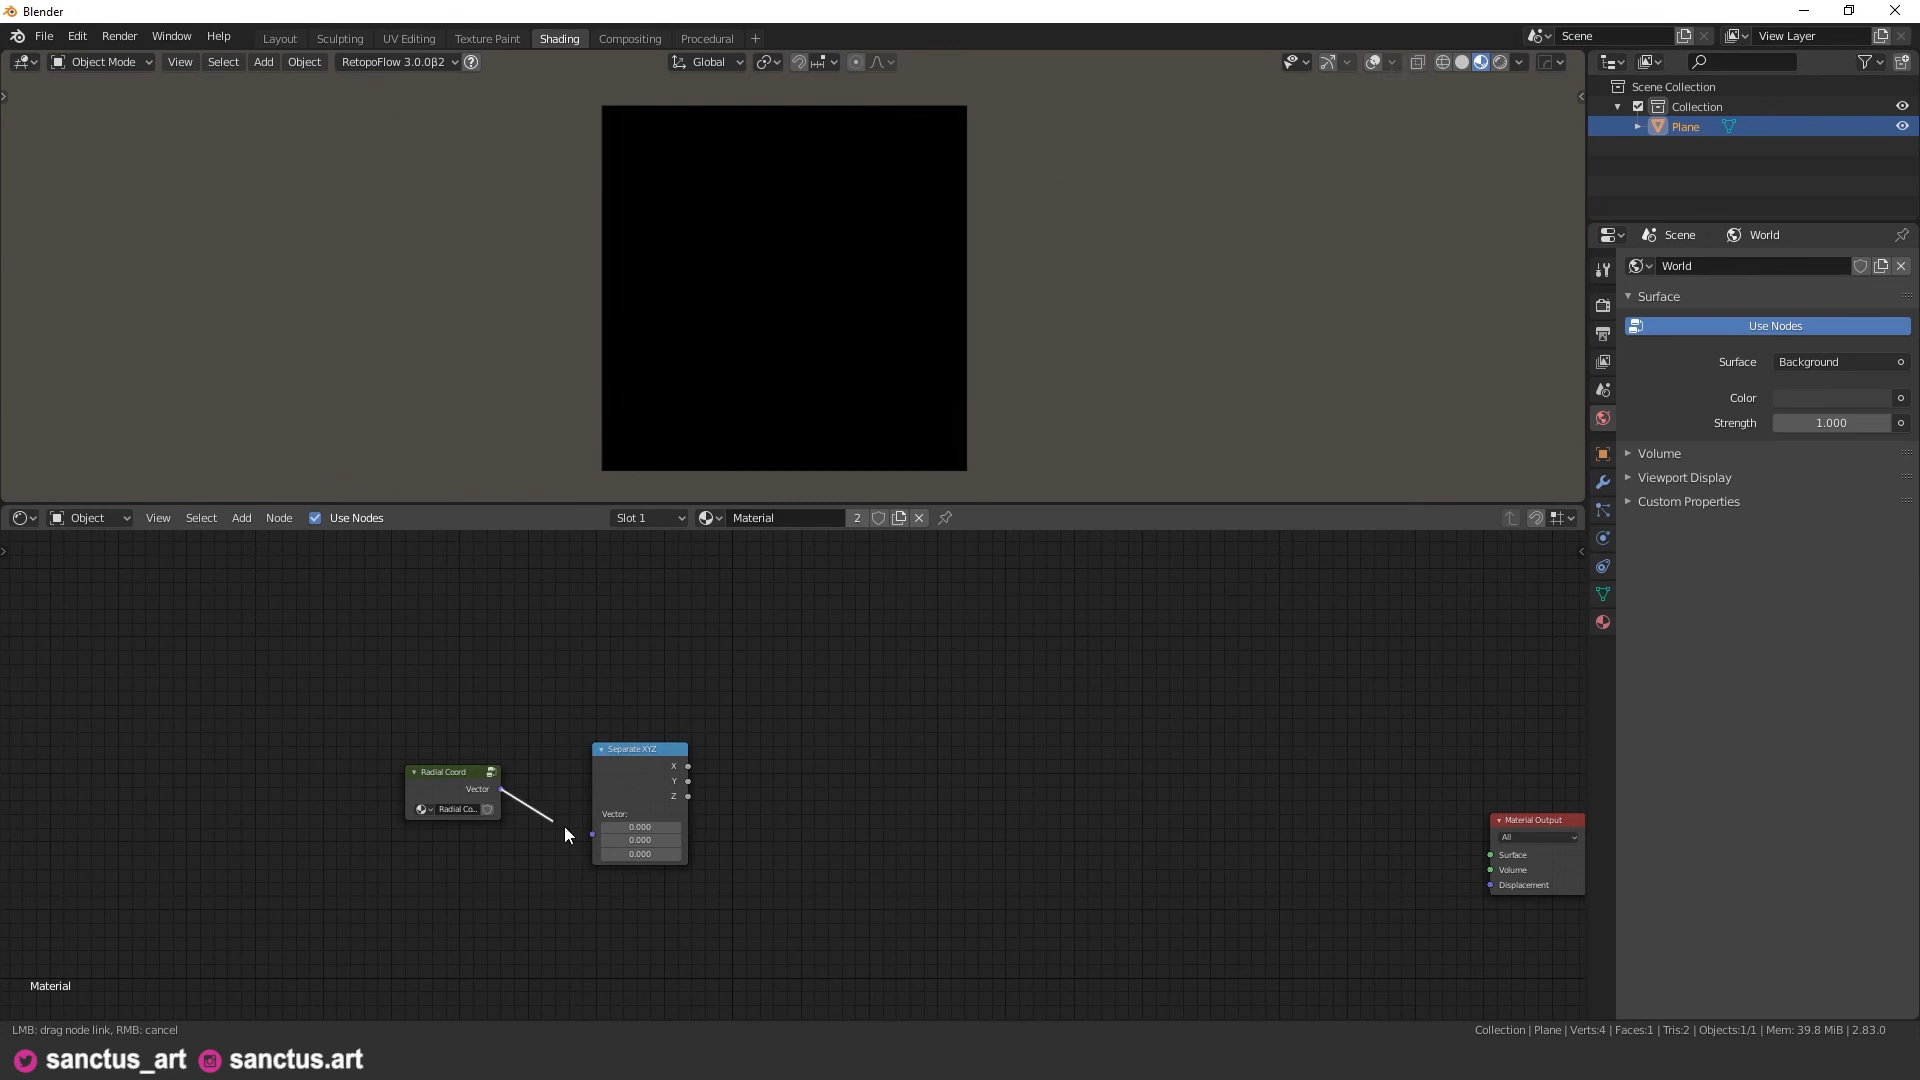 Blender
File Edit Render Window Help Layout Sculpting UV Editing Texture Paint Shading Compositing Procedural + Scene View Layer
Object Mode View Select Add Object RetopoFlow 3.0.0β2 Global
Scene Collection
Collection
Plane
Scene World
World
Surface
Use Nodes
Surface Background
Color
Strength 1.000
Volume
Viewport Display
Custom Properties
Object View Select Add Node Use Nodes Slot 1 Material 2
Radial Coord
Vector
Radial Co..
Separate XYZ
X
Y
Z
Vector:
0.000
0.000
0.000
Material Output
All
Surface
Volume
Displacement
Material
LMB: drag node link, RMB: cancel
Collection | Plane | Verts:4 | Faces:1 | Tris:2 | Objects:1/1 | Mem: 39.8 MiB | 2.83.0
sanctus_art sanctus.art